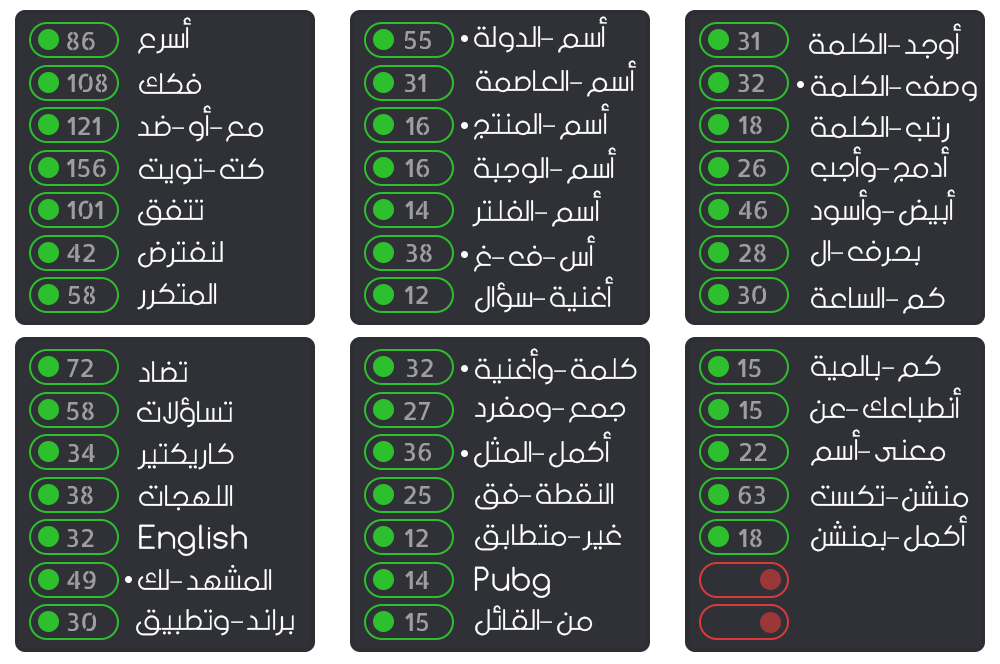 86 أسرع
108 فكك
121 مع-أو-ضد
156 كت-تويت
101 تتفق
42 لنفترض
58 المتكرر
55 • أسم-الدولة
31 أسم-العاصمة
16 • أسم-المنتج
16 أسم-الوجبة
14 أسم-الفلتر
38 • أس-ف-غ
12 أغنية-سؤال
31 أوجد-الكلمة
32 • وصف-الكلمة
18 رتب-الكلمة
26 أدمج-وأجب
46 أبيض-وأسود
28 بحرف-ال
30 كم-الساعة
72 تضاد
58 تساؤلات
34 كاريكتير
38 اللهجات
32 English
49 • المشهد-لك
30 براند-وتطبيق
32 • كلمة-وأغنية
27 جمع-ومفرد
36 • أكمل-المثل
25 النقطة-فق
12 غير-متطابق
14 Pubg
15 من-القائل
15 كم-بالمية
15 أنطباعك-عن
22 معنى-أسم
63 منشن-تكست
18 أكمل-بمنشن